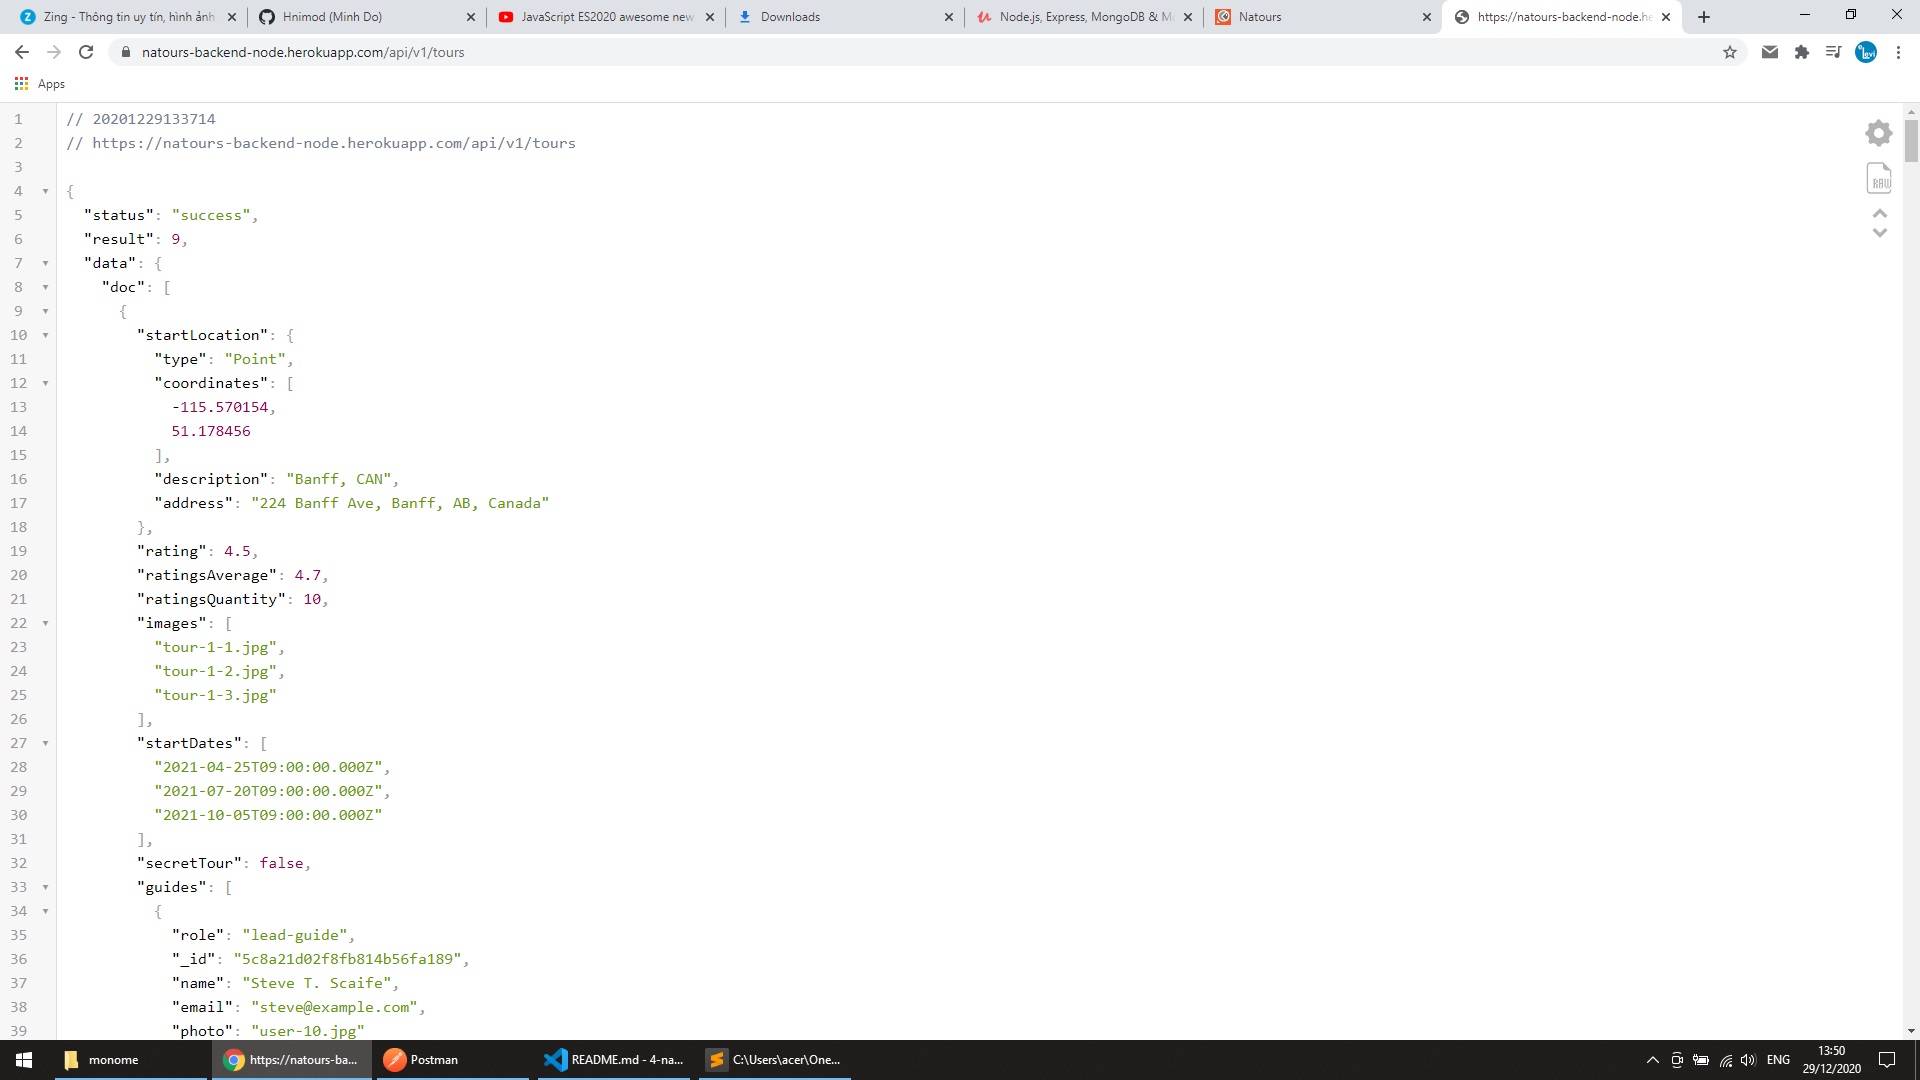 Zing - Thông tin uy tín, hình ảnh
Hnimod (Minh Do)
JavaScript ES2020 awesome new
Downloads
Node.js, Express, MongoDB & M
Natours
https://natours-backend-node.he
natours-backend-node.herokuapp.com/api/v1/tours
Apps
1 // 20201229133714
2 // https://natours-backend-node.herokuapp.com/api/v1/tours
3
4 {
5 "status": "success",
6 "result": 9,
7 "data": {
8 "doc": [
9 {
10 "startLocation": {
11 "type": "Point",
12 "coordinates": [
13 -115.570154,
14 51.178456
15 ],
16 "description": "Banff, CAN",
17 "address": "224 Banff Ave, Banff, AB, Canada"
18 },
19 "rating": 4.5,
20 "ratingsAverage": 4.7,
21 "ratingsQuantity": 10,
22 "images": [
23 "tour-1-1.jpg",
24 "tour-1-2.jpg",
25 "tour-1-3.jpg"
26 ],
27 "startDates": [
28 "2021-04-25T09:00:00.000Z",
29 "2021-07-20T09:00:00.000Z",
30 "2021-10-05T09:00:00.000Z"
31 ],
32 "secretTour": false,
33 "guides": [
34 {
35 "role": "lead-guide",
36 "_id": "5c8a21d02f8fb814b56fa189",
37 "name": "Steve T. Scaife",
38 "email": "steve@example.com",
39 "photo": "user-10.jpg"
RAW
monome
https://natours-ba...
Postman
README.md - 4-na...
C:\Users\acer\One...
ENG
13:50
29/12/2020